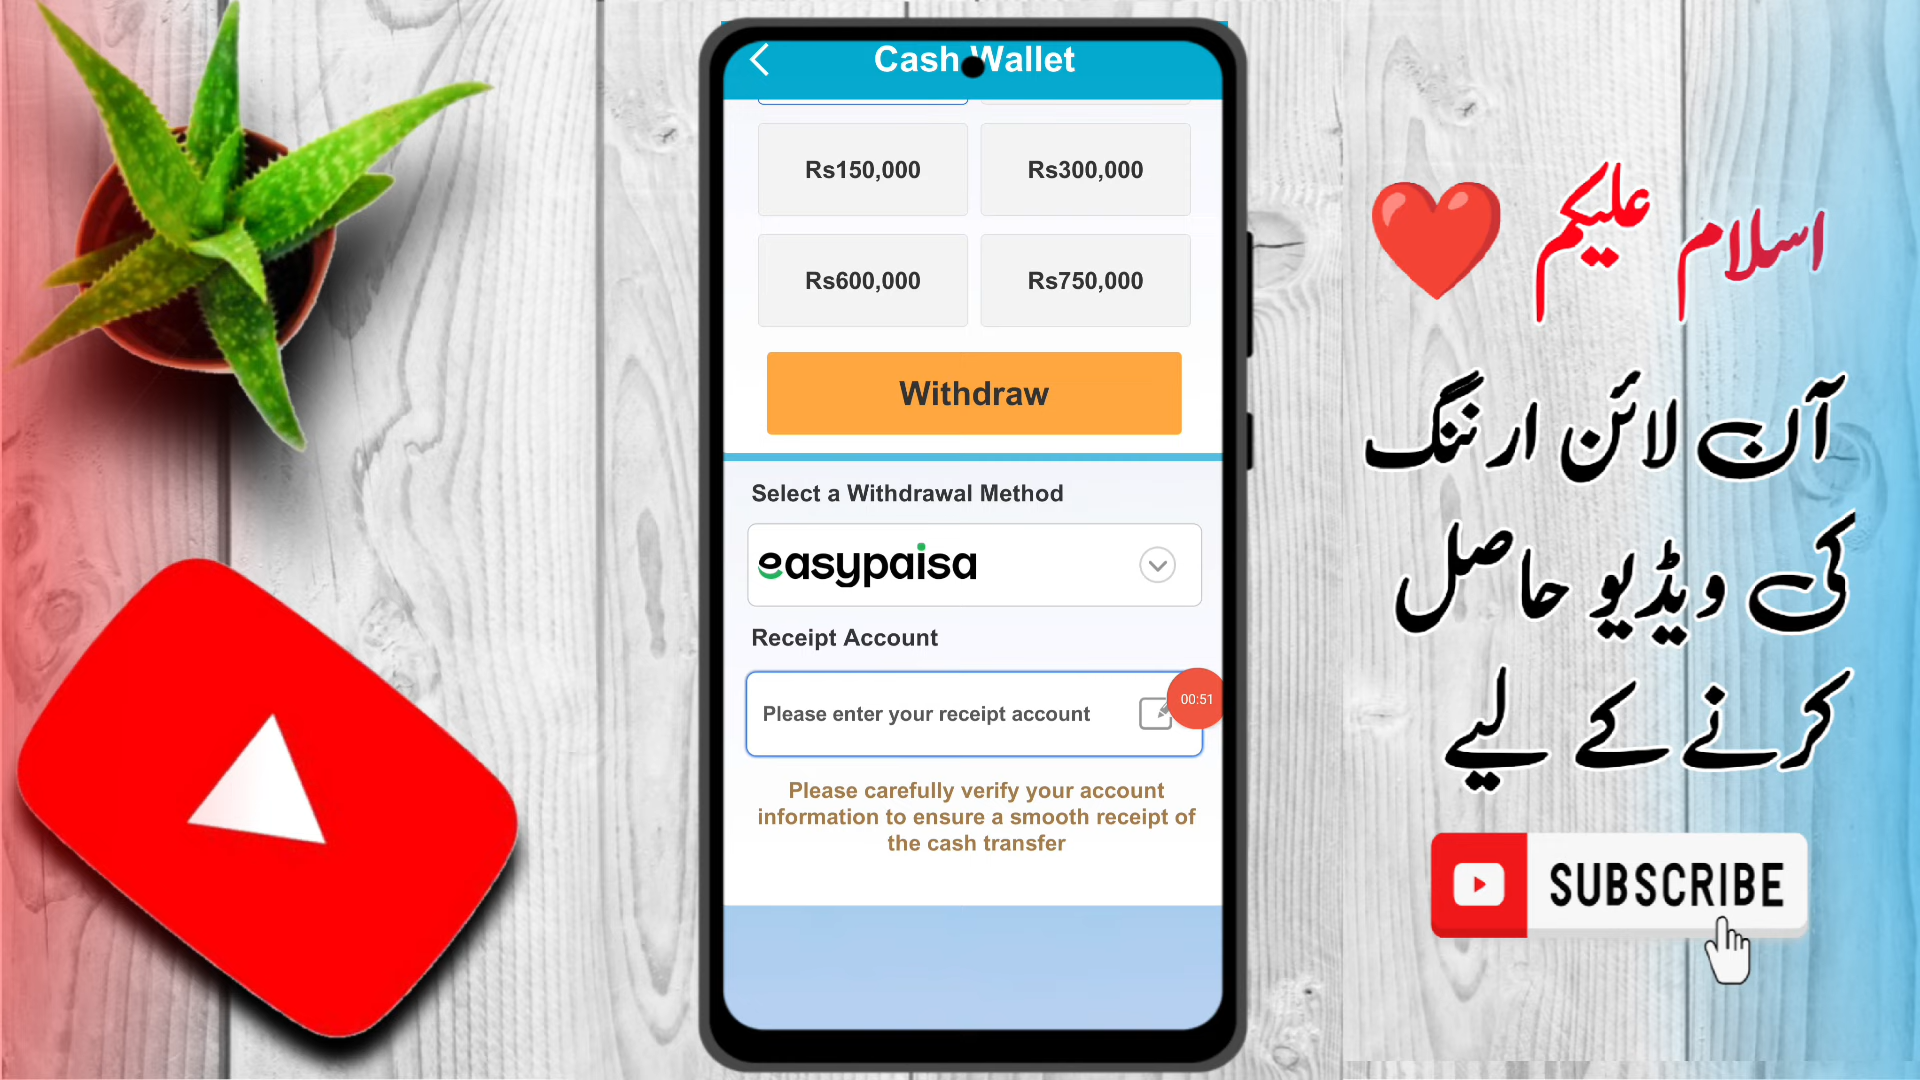 Cash Wallet
Rs150,000
Rs300,000
Rs600,000
Rs750,000
Withdraw
Select a Withdrawal Method
easypaisa
Receipt Account
Please enter your receipt account
00:51
Please carefully verify your account
information to ensure a smooth receipt of
the cash transfer
اسلام علیکم
آن لائن ارننگ
کی ویڈیو حاصل
کرنے کے لیے
SUBSCRIBE